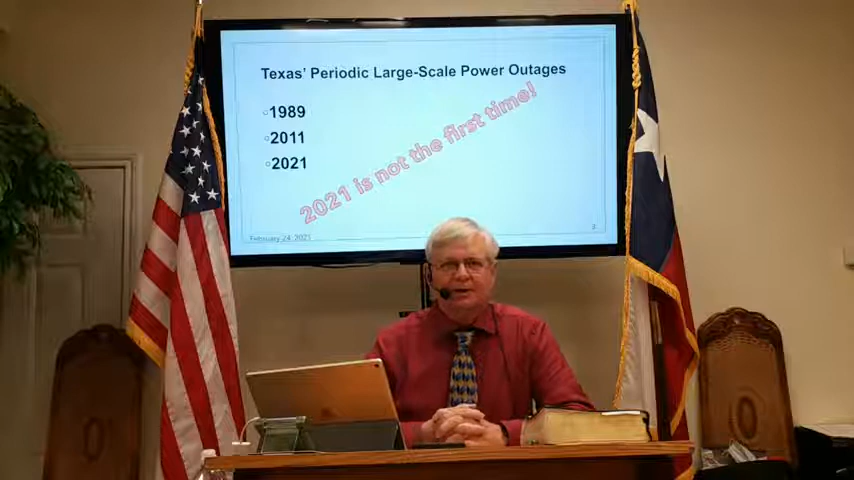 Texas' Periodic Large-Scale Power Outages
1989
2011
2021
2021 is not the first time!
February 24, 2021